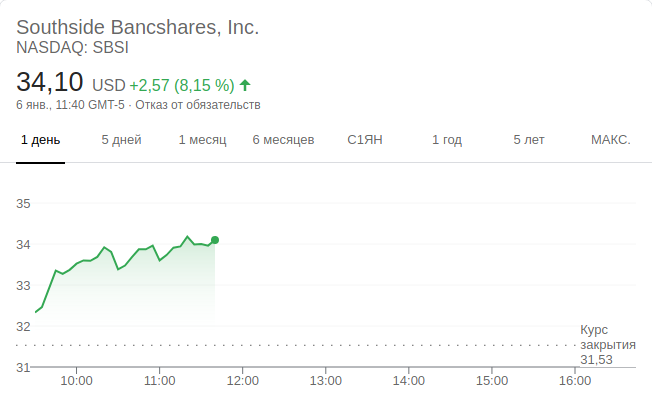 Southside Bancshares, Inc.
NASDAQ: SBSI
34,10 USD +2,57 (8,15 %)
6 янв., 11:40 GMT-5 · Отказ от обязательств
1 день 5 дней 1 месяц 6 месяцев С1ЯН 1 год 5 лет МАКС.
35
34
33
32
31
Курс
закрытия
31,53
10:00 11:00 12:00 13:00 14:00 15:00 16:00